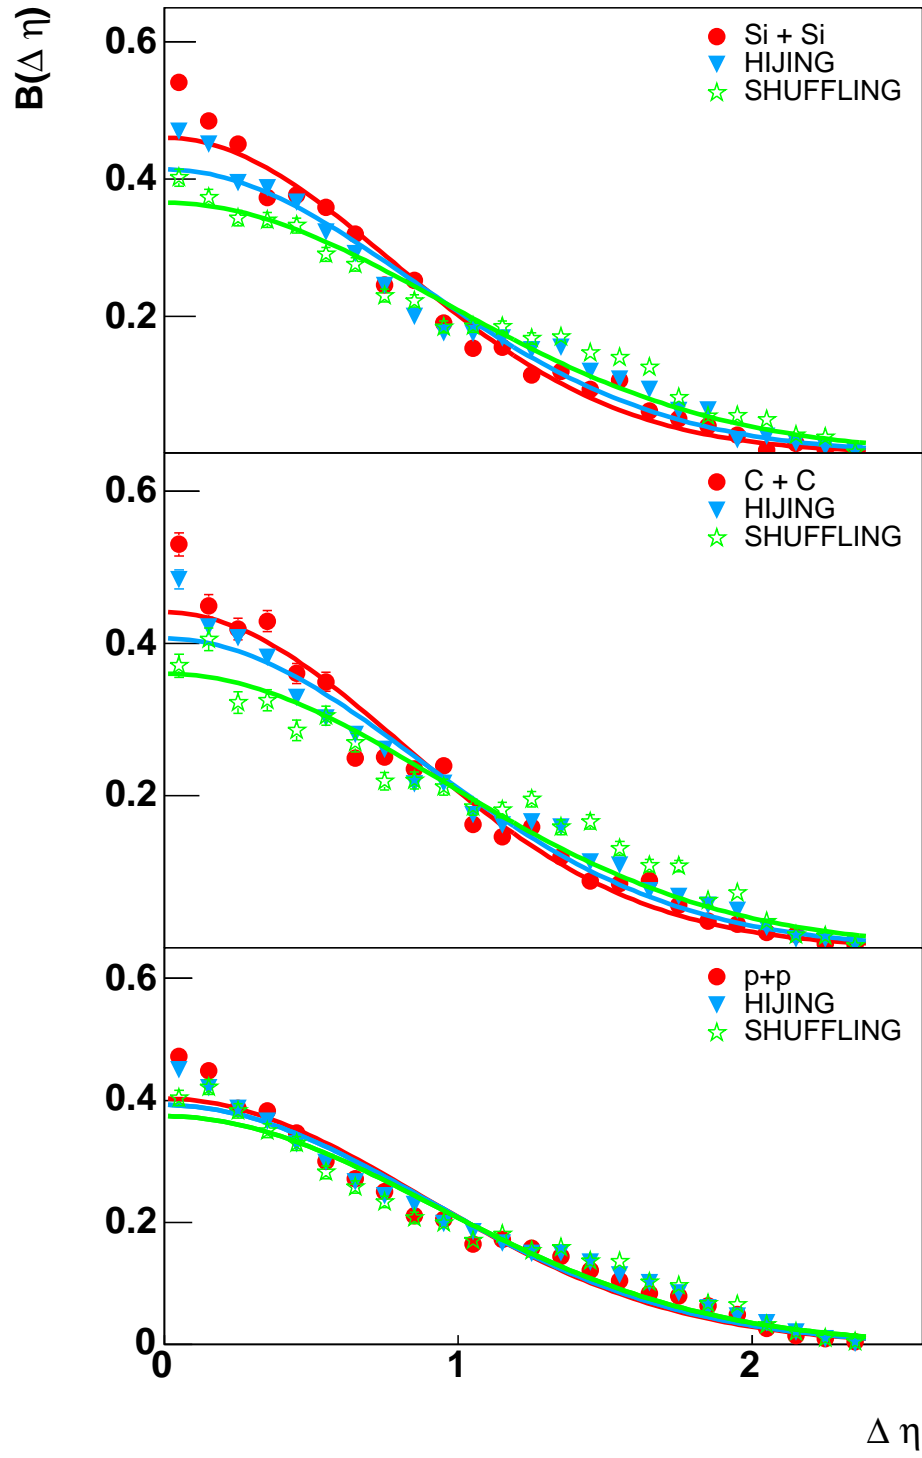 B(Δ η)
0.6
0.4
0.2
Si + Si
HIJING
SHUFFLING
0.6
0.4
0.2
C + C
HIJING
SHUFFLING
0.6
0.4
0.2
0
p+p
HIJING
SHUFFLING
0 1 2
Δ η